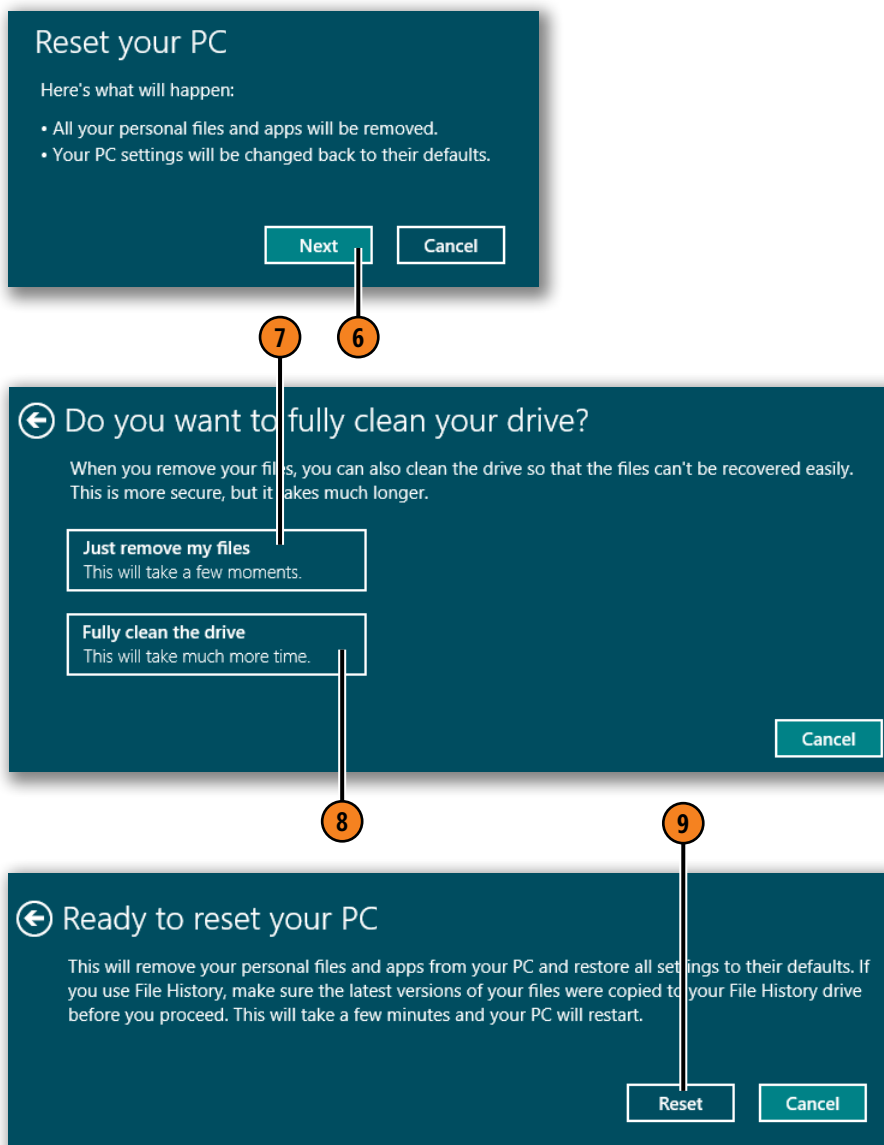 Reset your PC
Here's what will happen:
• All your personal files and apps will be removed.
• Your PC settings will be changed back to their defaults.
Next Cancel
7 6
Do you want to fully clean your drive?
When you remove your files, you can also clean the drive so that the files can't be recovered easily.
This is more secure, but it takes much longer.
Just remove my files
This will take a few moments.
Fully clean the drive
This will take much more time.
Cancel
8 9
Ready to reset your PC
This will remove your personal files and apps from your PC and restore all settings to their defaults. If
you use File History, make sure the latest versions of your files were copied to your File History drive
before you proceed. This will take a few minutes and your PC will restart.
Reset Cancel